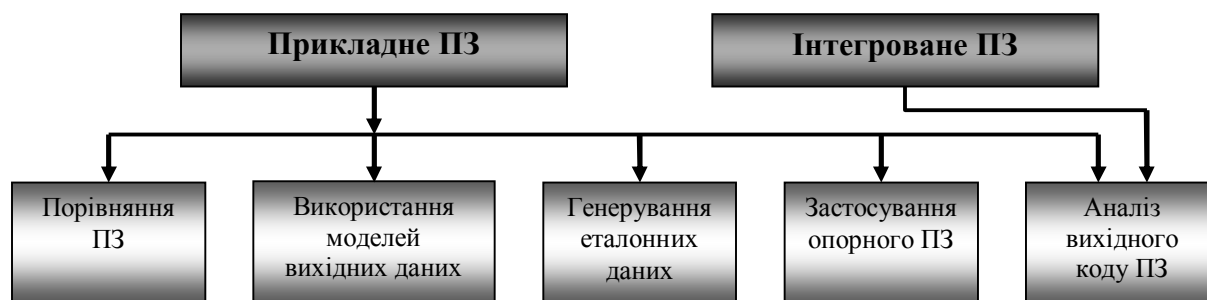 Прикладне ПЗ
Інтегроване ПЗ
Порівняння
ПЗ
Використання
моделей
вихідних даних
Генерування
еталонних
даних
Застосування
опорного ПЗ
Аналіз
вихідного
коду ПЗ